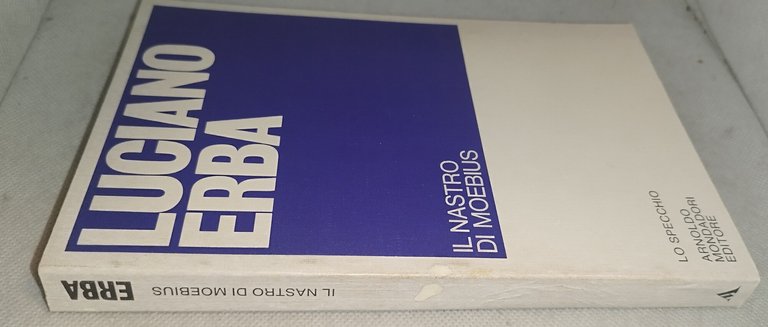 LUCIANO
ERBA
IL NASTRO
DI MOEBIUS
LO SPECCHIO
ARNOLDO
MONDADORI
EDITORE
ERBA IL NASTRO DI MOEBIUS